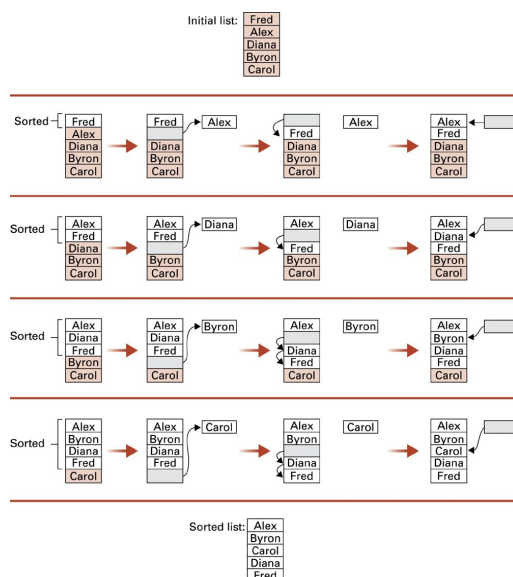 Initial list: Fred
Alex
Diana
Byron
Carol
Sorted
Fred
Alex
Diana
Byron
Carol
Fred
Diana
Byron
Carol
Alex
Fred
Diana
Byron
Carol
Alex
Alex
Fred
Diana
Byron
Carol
Sorted
Alex
Fred
Diana
Byron
Carol
Alex
Fred
Byron
Carol
Diana
Alex
Fred
Byron
Carol
Diana
Alex
Diana
Fred
Byron
Carol
Sorted
Alex
Diana
Fred
Byron
Carol
Alex
Diana
Fred
Carol
Byron
Alex
Diana
Fred
Carol
Byron
Alex
Byron
Diana
Fred
Carol
Sorted
Alex
Byron
Diana
Fred
Carol
Alex
Byron
Diana
Fred
Carol
Alex
Byron
Diana
Fred
Carol
Alex
Byron
Carol
Diana
Fred
Sorted list: Alex
Byron
Carol
Diana
Fred